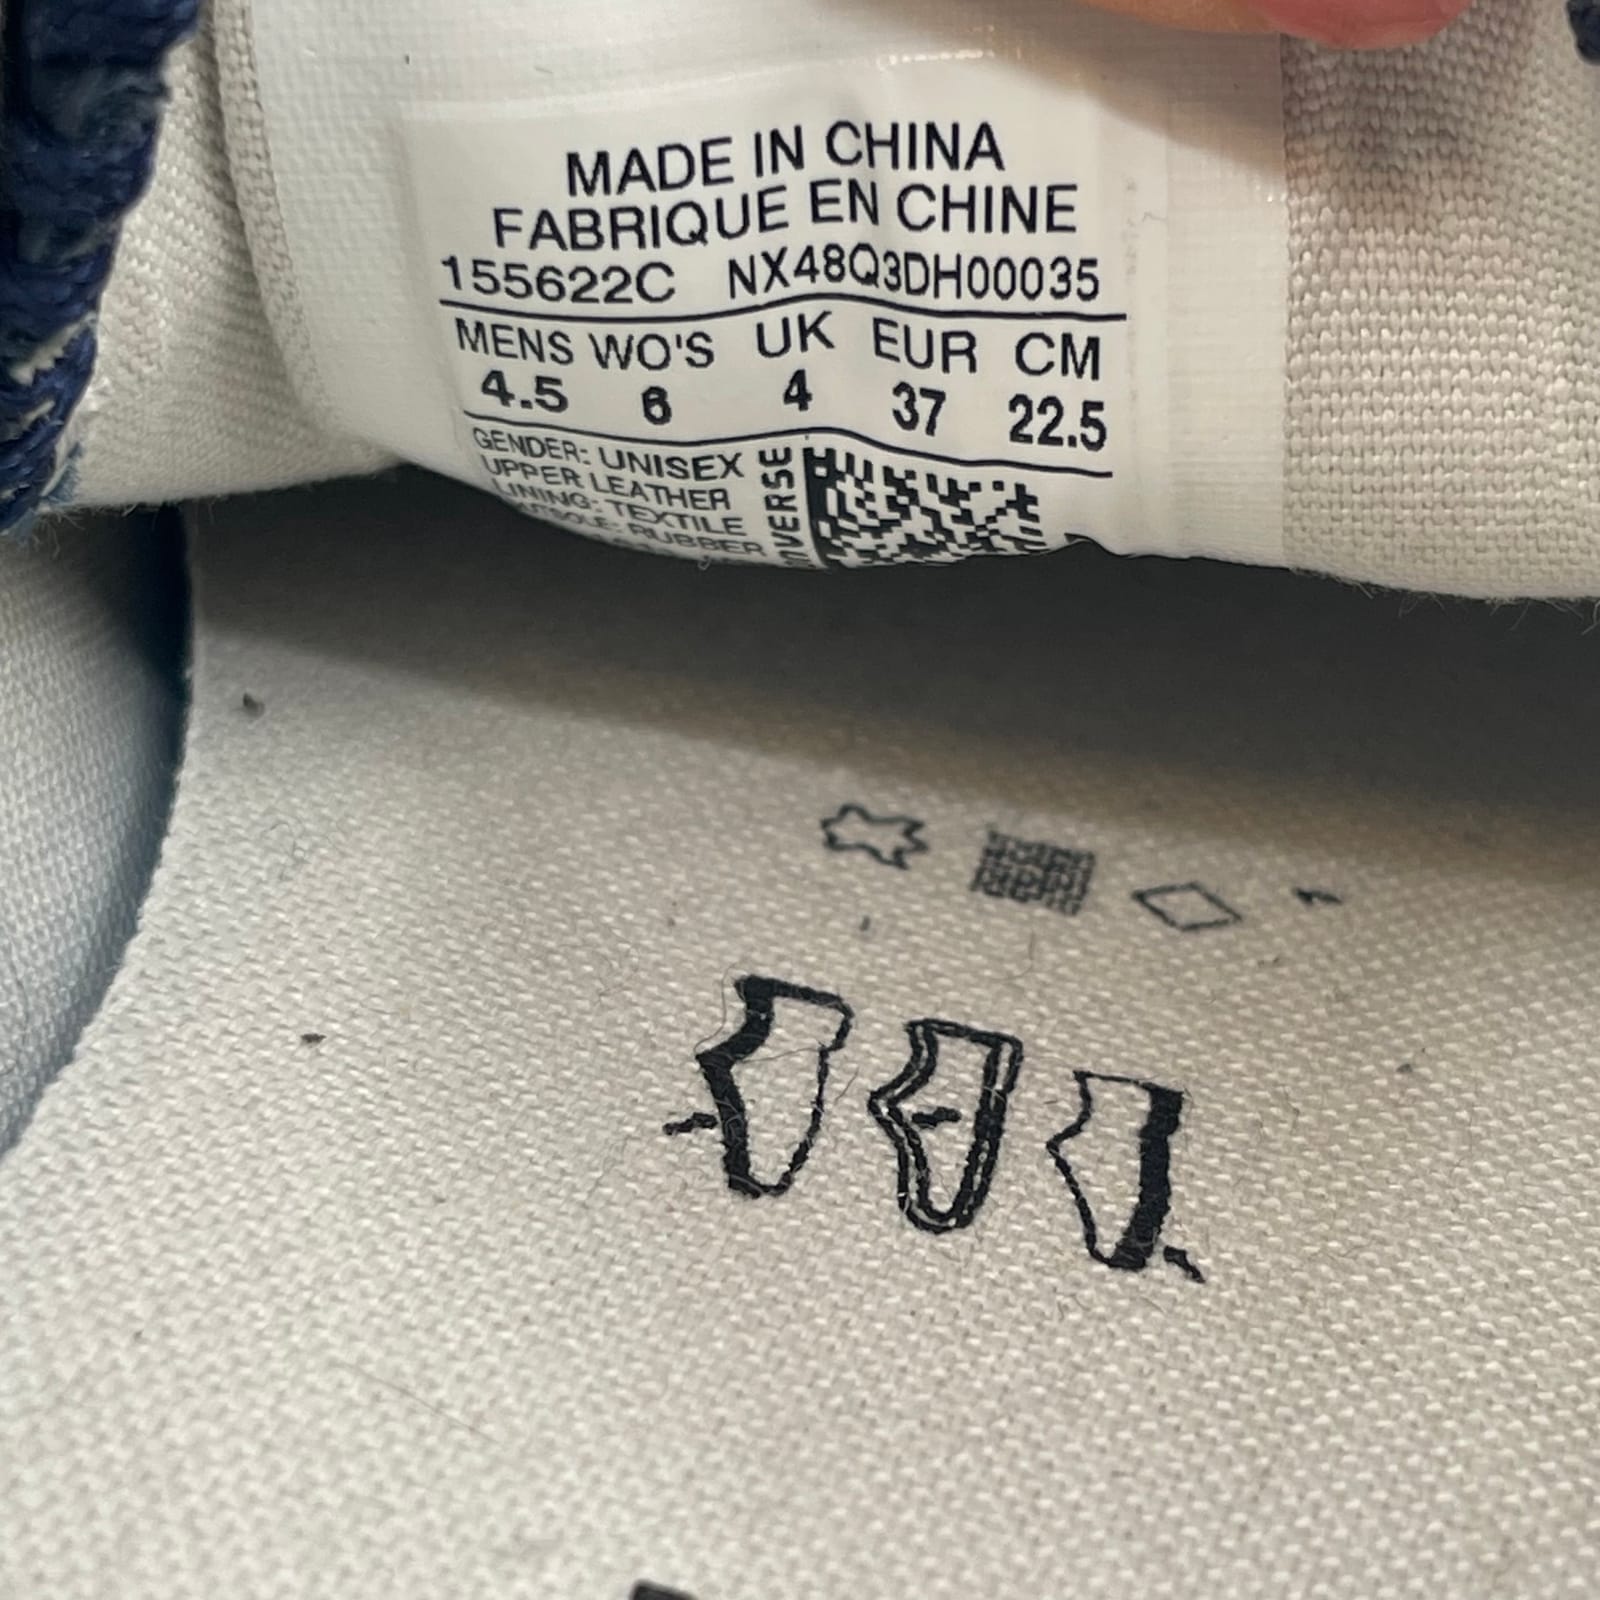 MADE IN CHINA
FABRIQUE EN CHINE
155622C NX48Q3DH00035
MENS WO'S UK EUR CM
4.5 6 4 37 22.5
GENDER: UNISEX
UPPER: LEATHER
LINING: TEXTILE
RUBBER